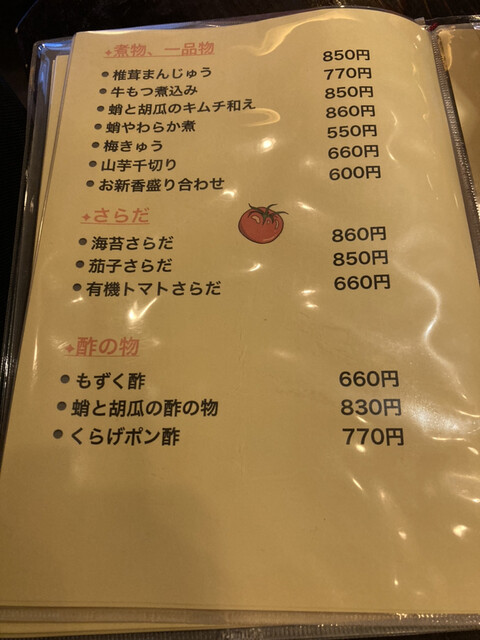 煮物、一品物
椎茸まんじゅう 850円
牛もつ煮込み 770円
蛸と胡瓜のキムチ和え 850円
蛸やわらか煮 860円
梅きゅう 550円
山芋千切り 660円
お新香盛り合わせ 600円
さらだ
海苔さらだ 860円
茄子さらだ 850円
有機トマトさらだ 660円
酢の物
もずく酢 660円
蛸と胡瓜の酢の物 830円
くらげポン酢 770円